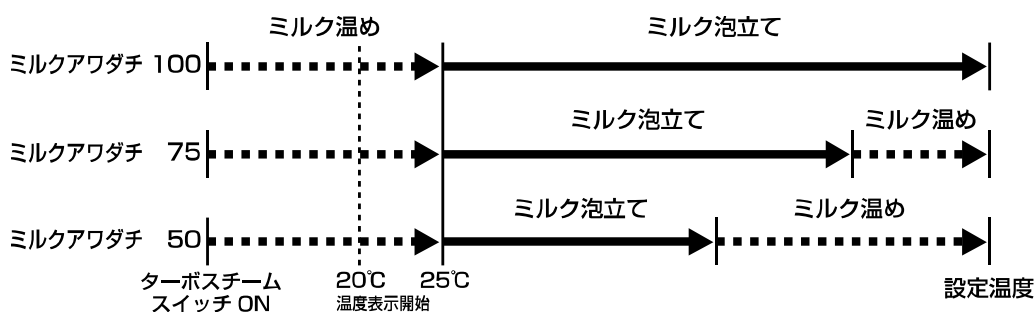 ミルク温め ミルク泡立て
ミルクアワダチ 100
ミルク泡立て ミルク温め
ミルクアワダチ 75
ミルク泡立て ミルク温め
ミルクアワダチ 50
ターボスチーム 20℃ 25℃
スイッチ ON 温度表示開始 設定温度